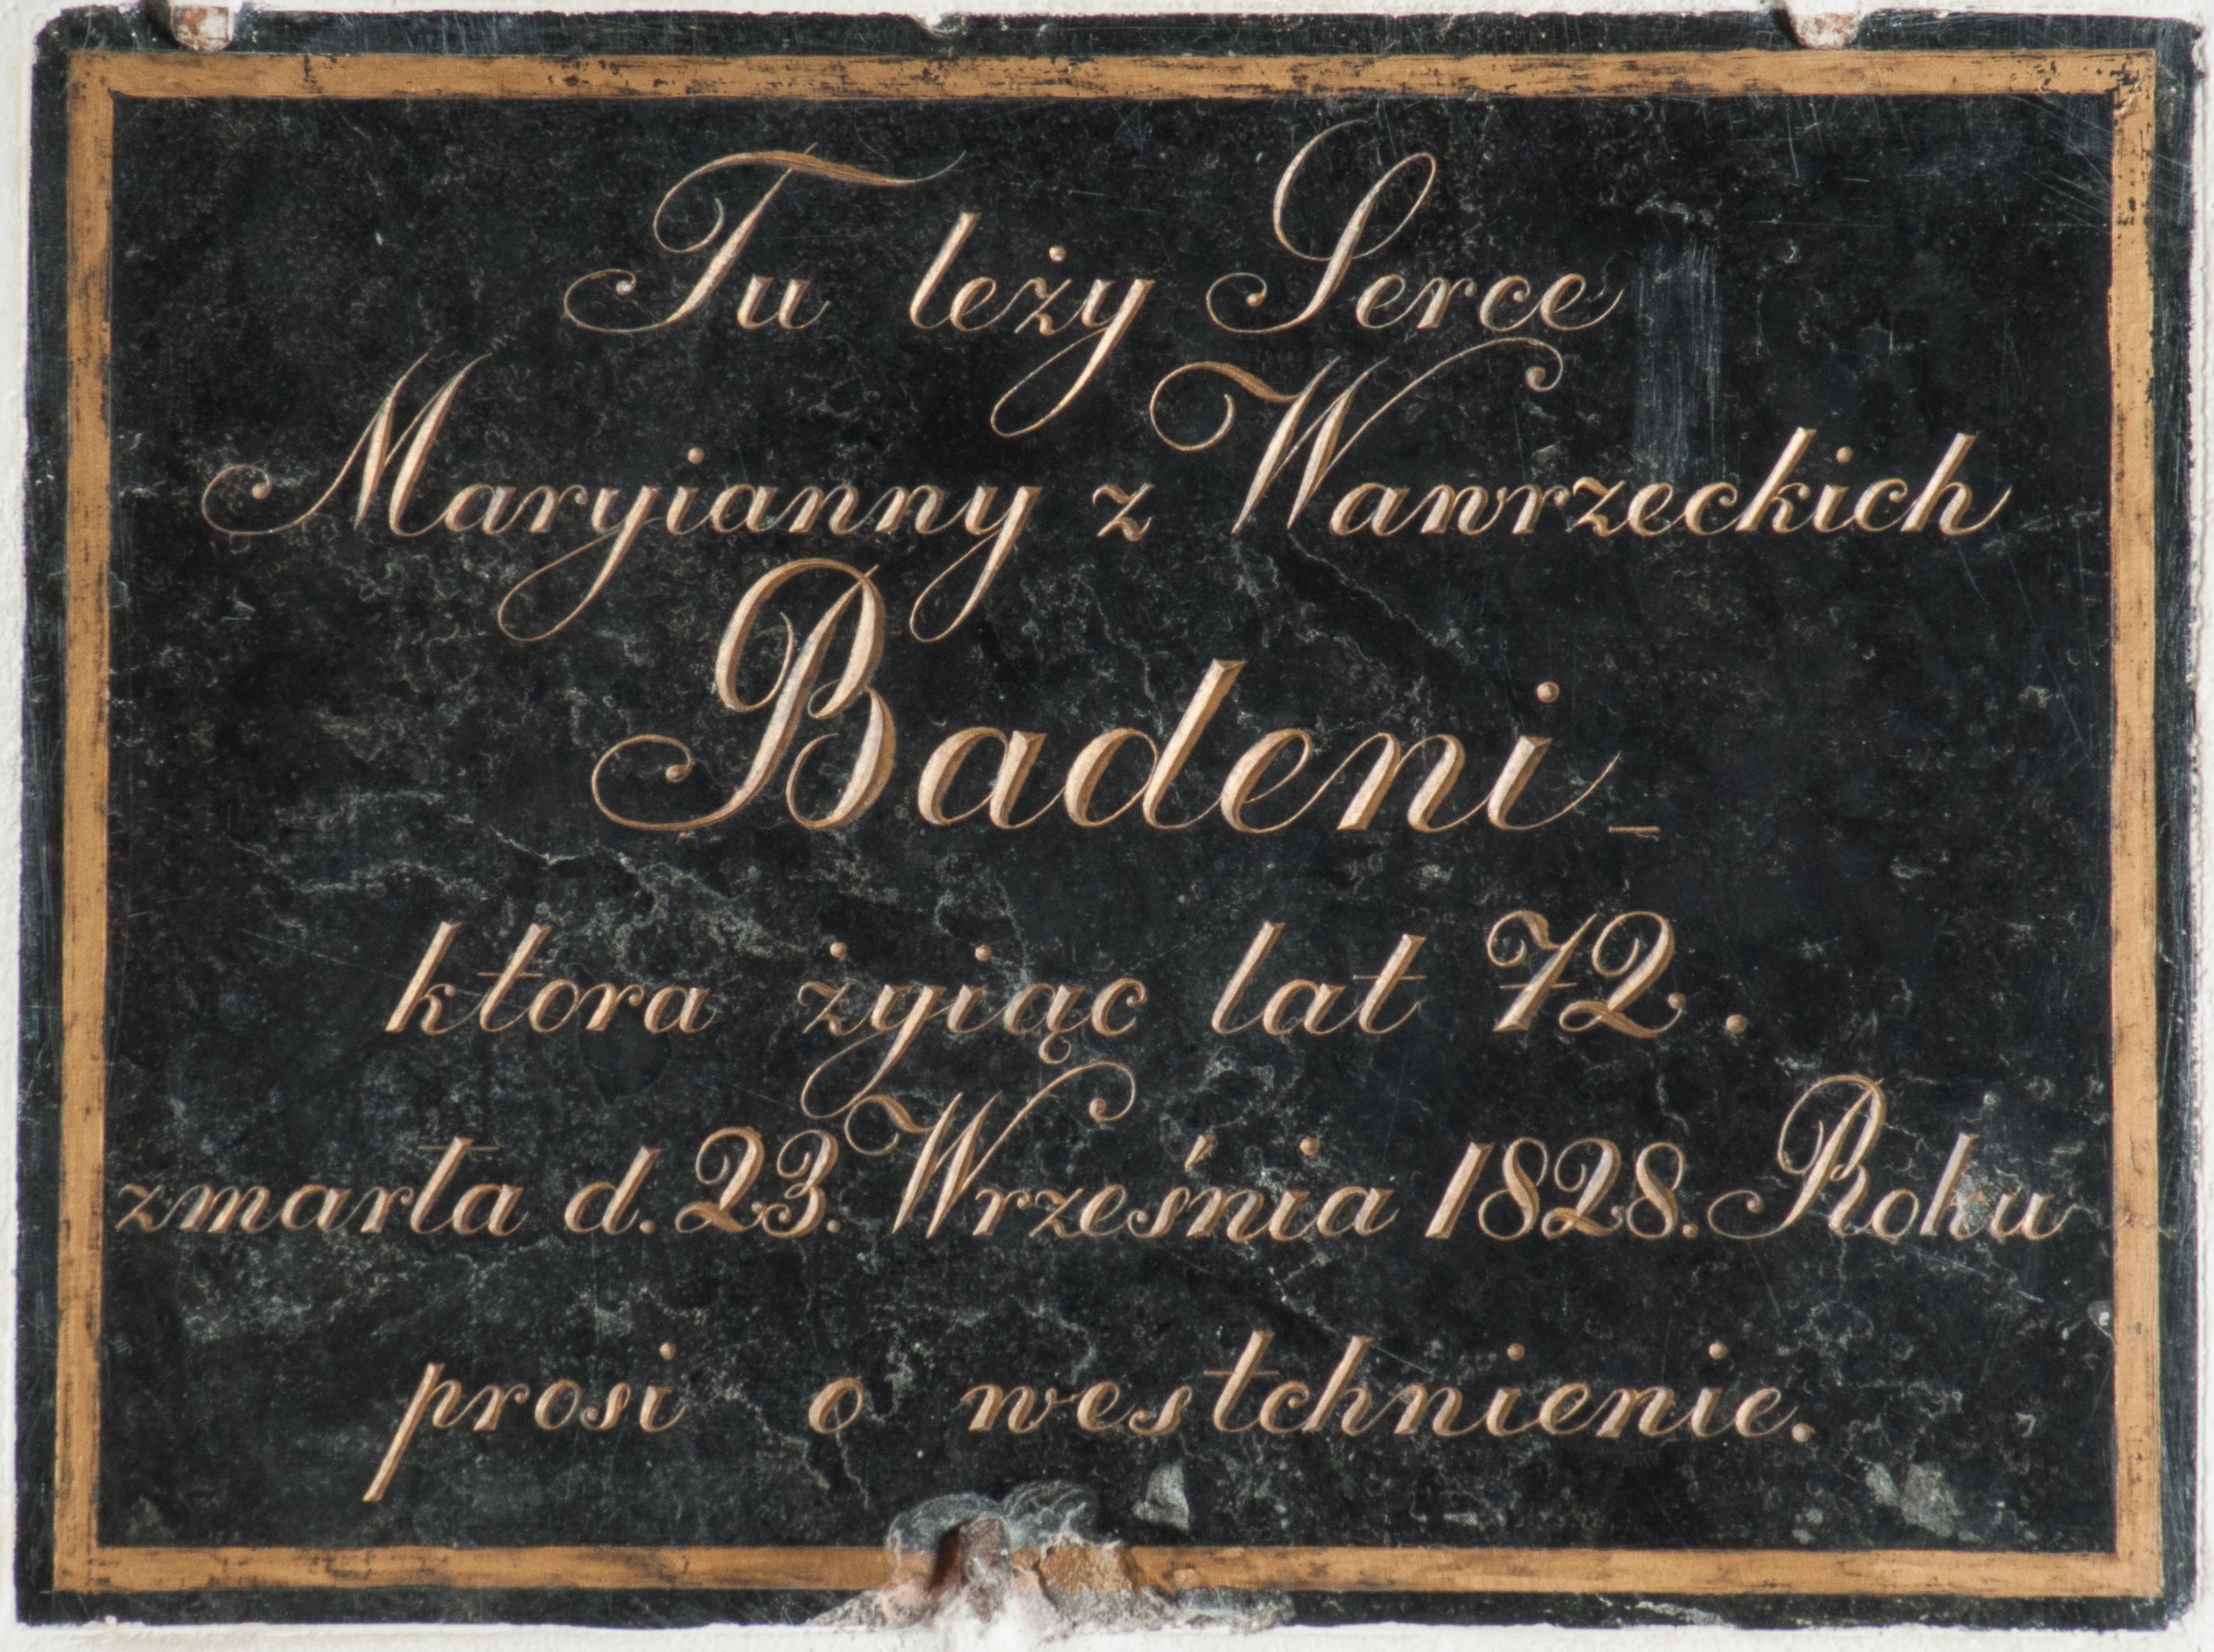 Tu leży Serce
Maryianny z Wawrzeckich
Badeni_
ktora żyiąc lat 72.
zmarła d. 23. Września 1828. Roku
prosi o westchnienie.